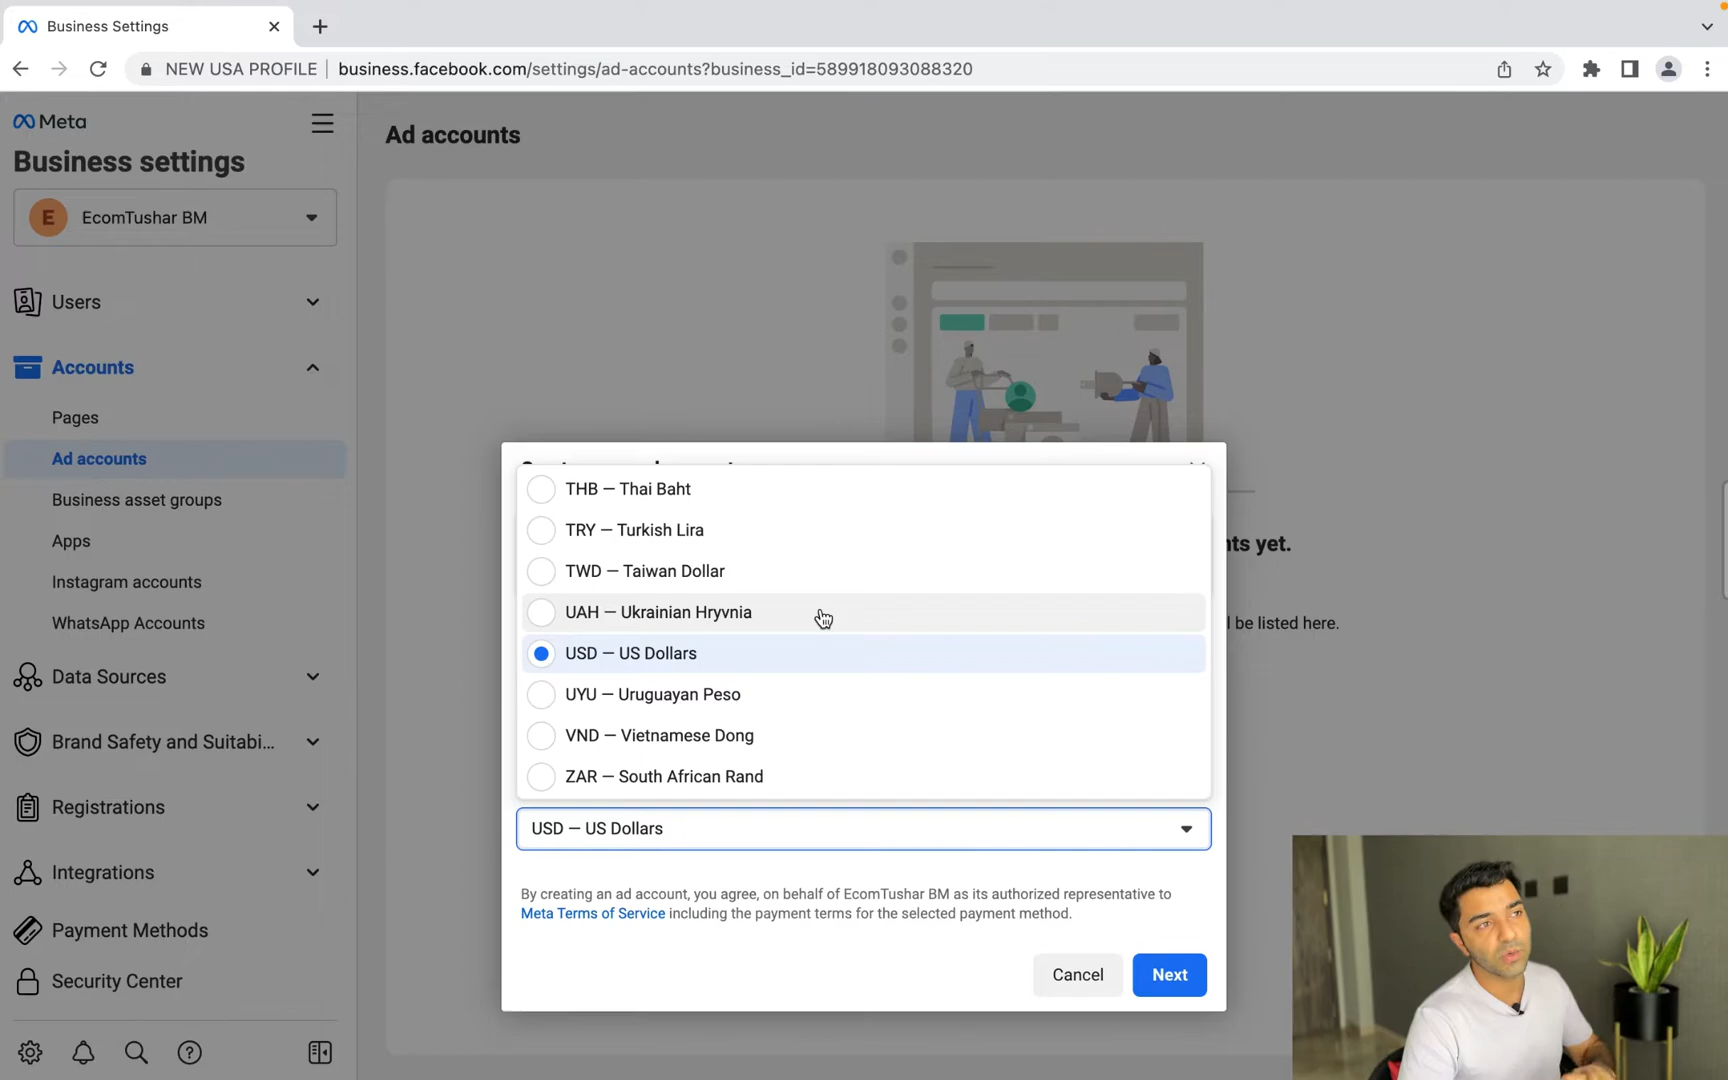 Business Settings
NEW USA PROFILE
business.facebook.com/settings/ad-accounts?business_id=589918093088320
Meta
Business settings
E
EcomTushar BM
Users
Accounts
Pages
Ad accounts
Business asset groups
Apps
Instagram accounts
WhatsApp Accounts
Data Sources
Brand Safety and Suitabi...
Registrations
Integrations
Payment Methods
Security Center
Ad accounts
nts yet.
l be listed here.
THB — Thai Baht
TRY — Turkish Lira
TWD — Taiwan Dollar
UAH — Ukrainian Hryvnia
USD — US Dollars
UYU — Uruguayan Peso
VND — Vietnamese Dong
ZAR — South African Rand
USD — US Dollars
By creating an ad account, you agree, on behalf of EcomTushar BM as its authorized representative to
Meta Terms of Service including the payment terms for the selected payment method.
Cancel
Next